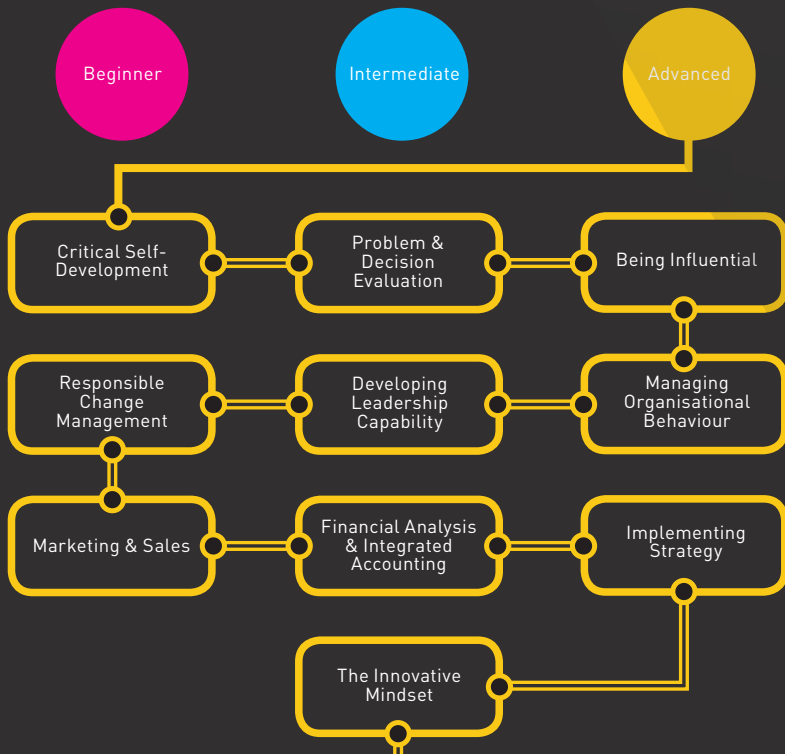 Beginner
Intermediate
Advanced
Critical Self-
Development
Problem &
Decision
Evaluation
Being Influential
Responsible
Change
Management
Developing
Leadership
Capability
Managing
Organisational
Behaviour
Marketing & Sales
Financial Analysis
& Integrated
Accounting
Implementing
Strategy
The Innovative
Mindset